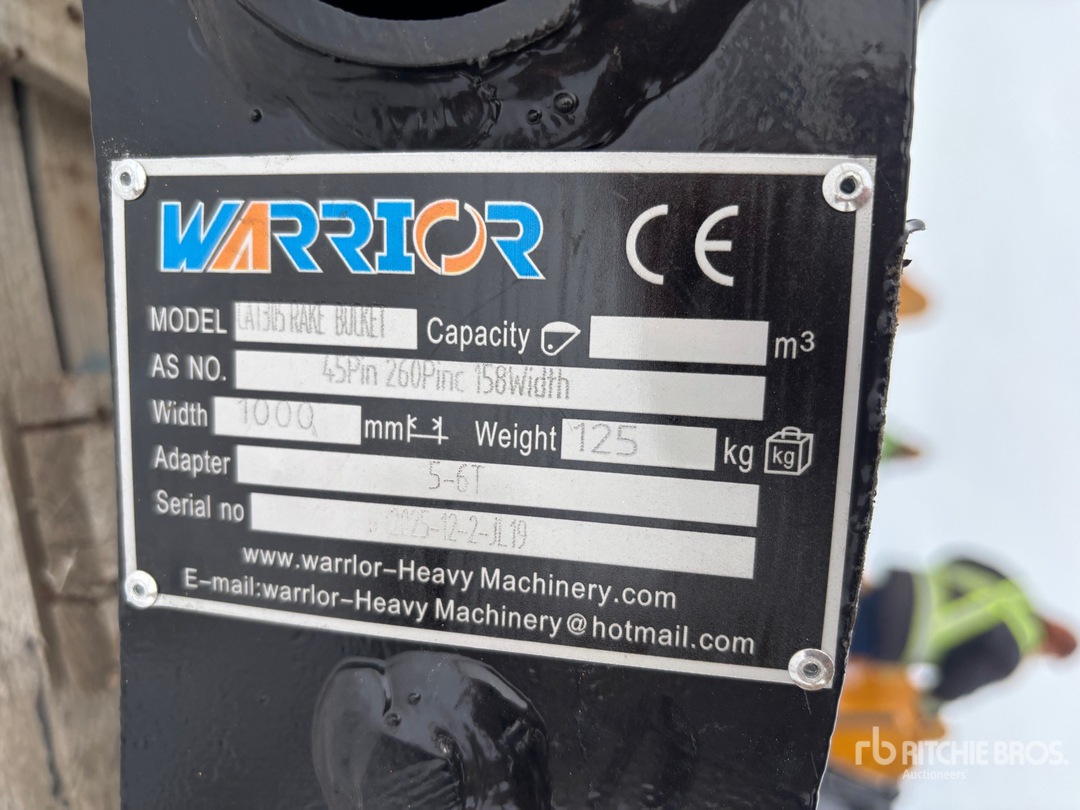 WARRIOR CE
MODEL CAT305 RAKE BUCKET Capacity m³
AS NO. 45Pin 260Pinc 158Width
Width 1000 mm Weight 125 kg kg
Adapter 5-6T
Serial no 2025-12-2-JL19
www.warrlor-Heavy Machinery.com
E-mail:warrlor-Heavy Machinery@hotmail.com
rb RITCHIE BROS.
Auctioneers